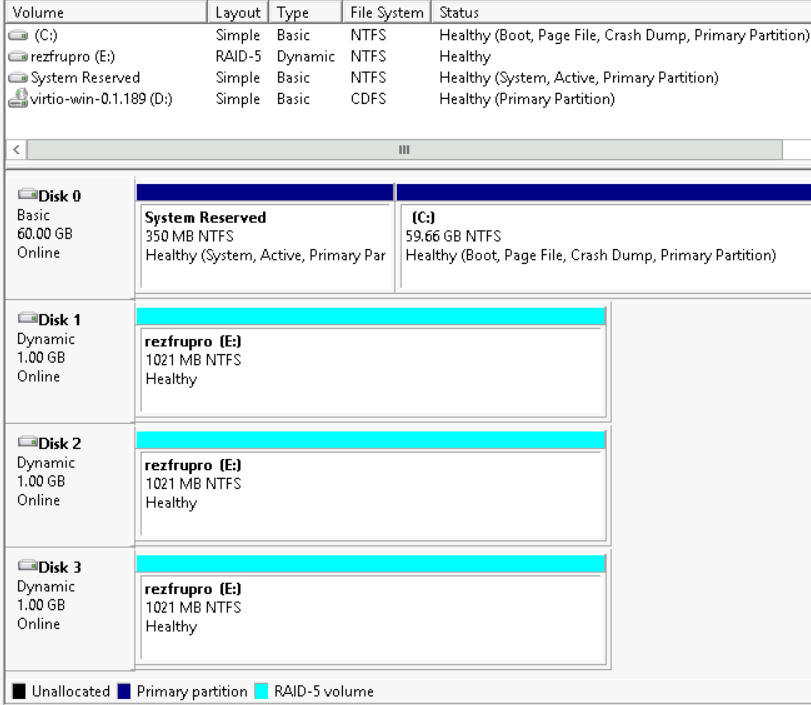 Volume Layout Type File System Status
(C:) Simple Basic NTFS Healthy (Boot, Page File, Crash Dump, Primary Partition)
rezfrupro (E:) RAID-5 Dynamic NTFS Healthy
System Reserved Simple Basic NTFS Healthy (System, Active, Primary Partition)
virtio-win-0.1.189 (D:) Simple Basic CDFS Healthy (Primary Partition)
Disk 0
Basic
60.00 GB
Online
System Reserved
350 MB NTFS
Healthy (System, Active, Primary Par
(C:)
59.66 GB NTFS
Healthy (Boot, Page File, Crash Dump, Primary Partition)
Disk 1
Dynamic
1.00 GB
Online
rezfrupro (E:)
1021 MB NTFS
Healthy
Disk 2
Dynamic
1.00 GB
Online
rezfrupro (E:)
1021 MB NTFS
Healthy
Disk 3
Dynamic
1.00 GB
Online
rezfrupro (E:)
1021 MB NTFS
Healthy
Unallocated Primary partition RAID-5 volume